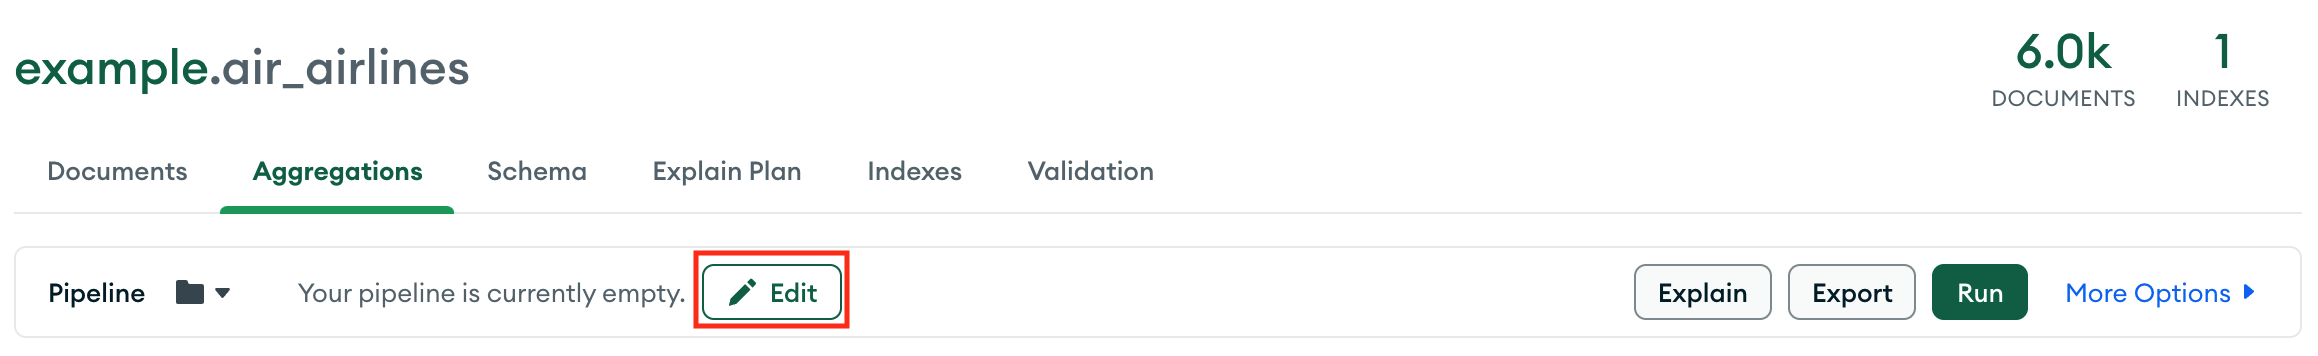 example.air_airlines
6.0k
DOCUMENTS
1
INDEXES
Documents
Aggregations
Schema
Explain Plan
Indexes
Validation
Pipeline
Your pipeline is currently empty.
Edit
Explain
Export
Run
More Options